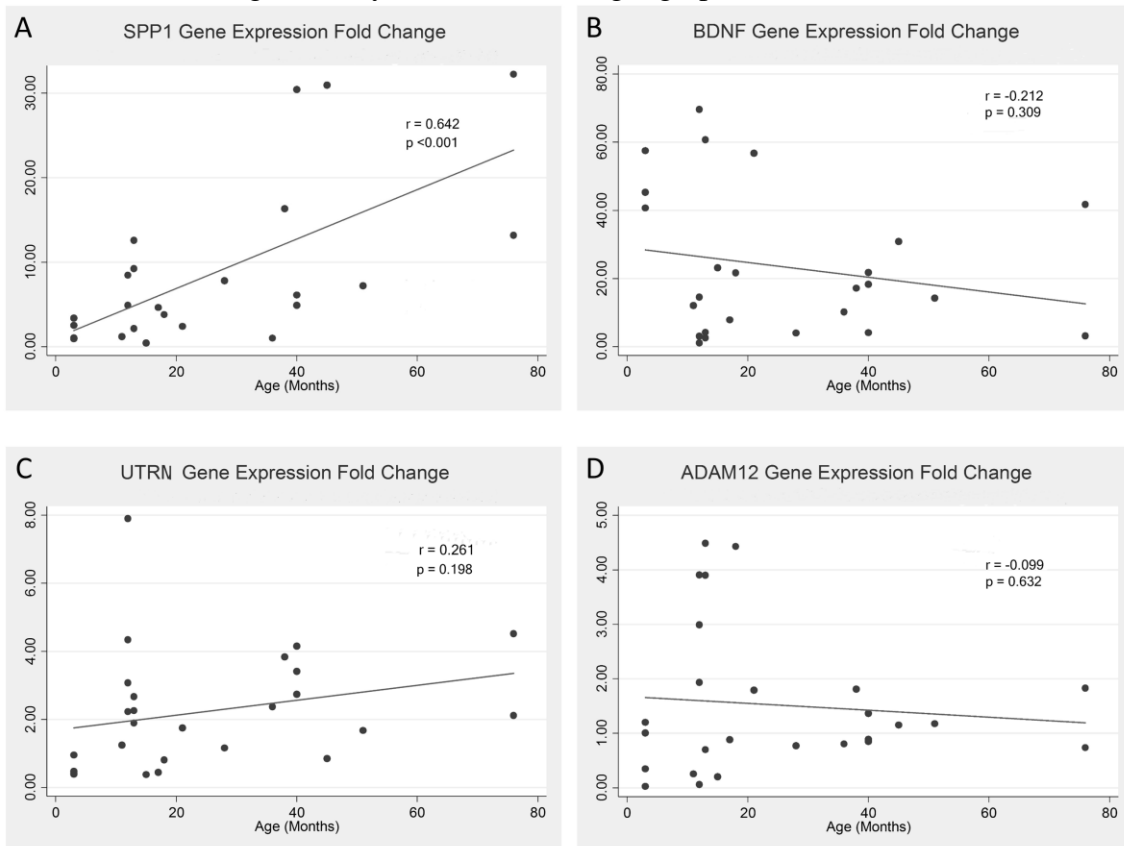 A
SPP1 Gene Expression Fold Change
r = 0.642
p <0.001
30.00
20.00
10.00
0.00
0 20 40 60 80
Age (Months)
B
BDNF Gene Expression Fold Change
r = -0.212
p = 0.309
80.00
60.00
40.00
20.00
0.00
0 20 40 60 80
Age (Months)
C
UTRN Gene Expression Fold Change
r = 0.261
p = 0.198
8.00
6.00
4.00
2.00
0.00
0 20 40 60 80
Age (Months)
D
ADAM12 Gene Expression Fold Change
r = -0.099
p = 0.632
5.00
4.00
3.00
2.00
1.00
0.00
0 20 40 60 80
Age (Months)